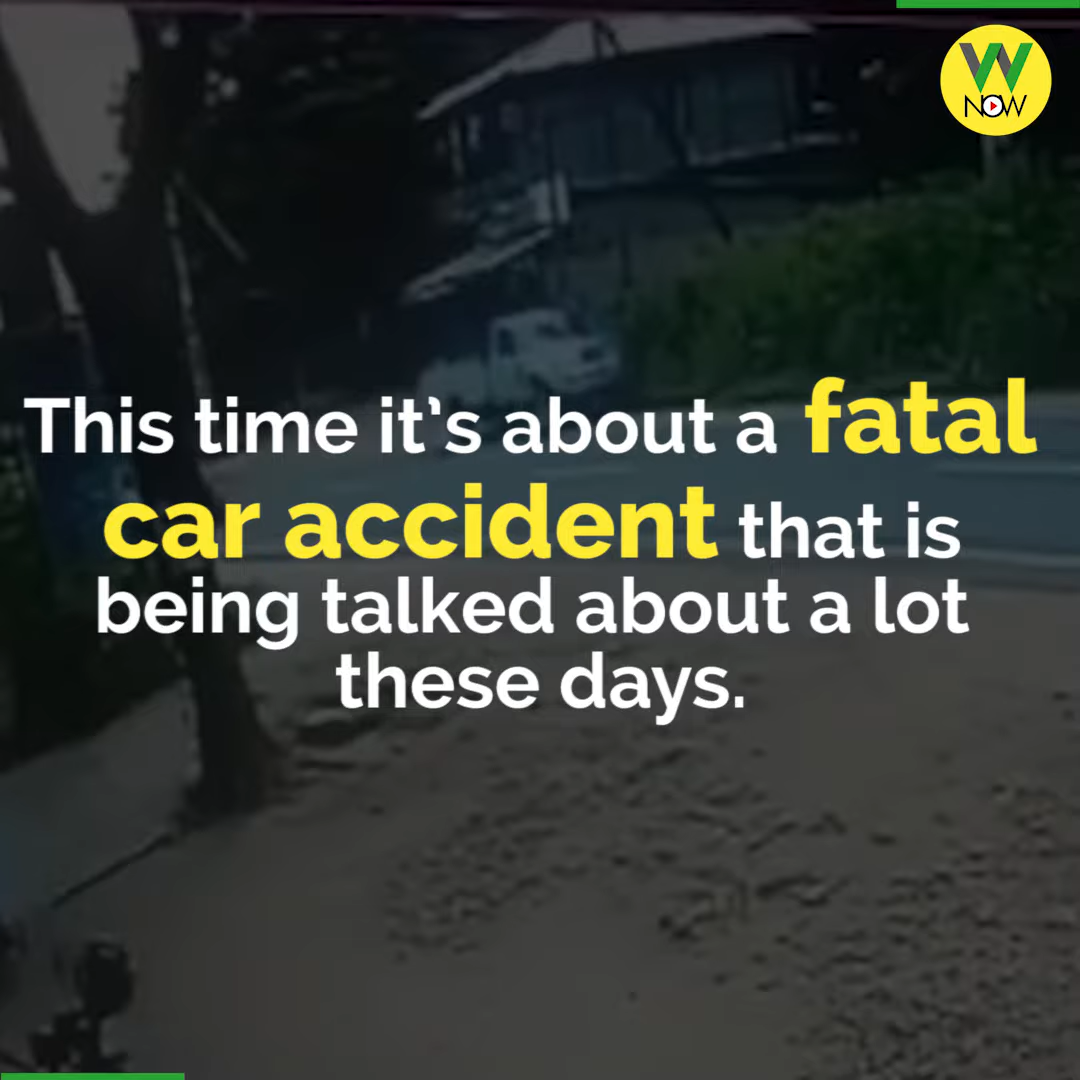 W
NOW
This time it’s about a fatal
car accident that is
being talked about a lot
these days.